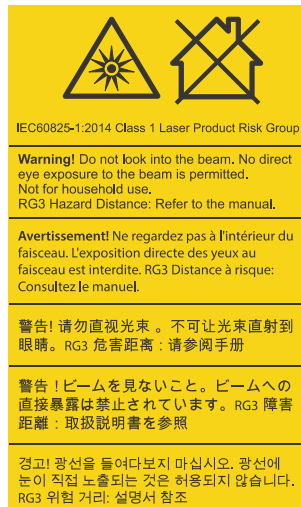 IEC60825-1:2014 Class 1 Laser Product Risk Group
Warning! Do not look into the beam. No direct
eye exposure to the beam is permitted.
Not for household use.
RG3 Hazard Distance: Refer to the manual.
Avertissement! Ne regardez pas à l'intérieur du
faisceau. L'exposition directe des yeux au
faisceau est interdite. RG3 Distance à risque:
Consultez le manuel.
警告! 请勿直视光束 。不可让光束直射到
眼睛。RG3 危害距离 : 请参阅手册
警告 ! ビームを見ないこと。ビームへの
直接暴露は禁止されています。RG3 障害
距離 : 取扱説明書を参照
경고! 광선을 들여다보지 마십시오. 광선에
눈이 직접 노출되는 것은 허용되지 않습니다.
RG3 위험 거리: 설명서 참조